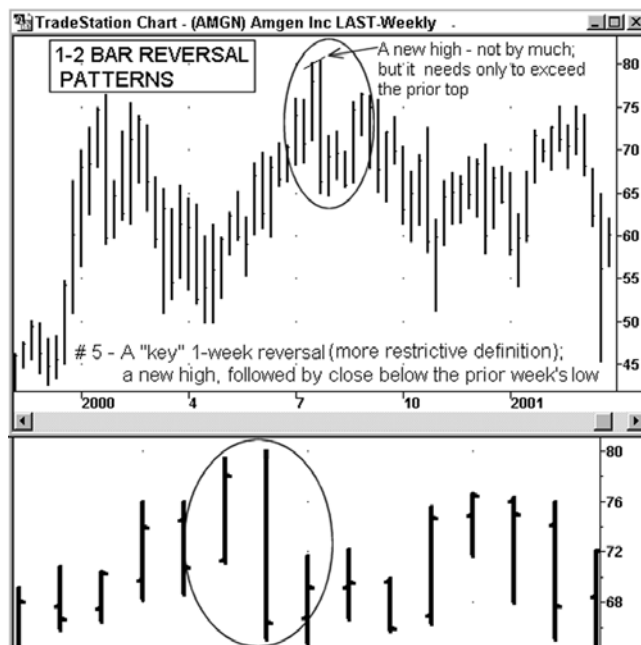 TradeStation Chart - (AMGN) Amgen Inc LAST-Weekly
1-2 BAR REVERSAL
PATTERNS
A new high - not by much;
but it needs only to exceed
the prior top
80
75
70
65
60
55
50
45
# 5 - A "key" 1-week reversal (more restrictive definition);
a new high, followed by close below the prior week's low
2000 4 7 10 2001
80
76
72
68